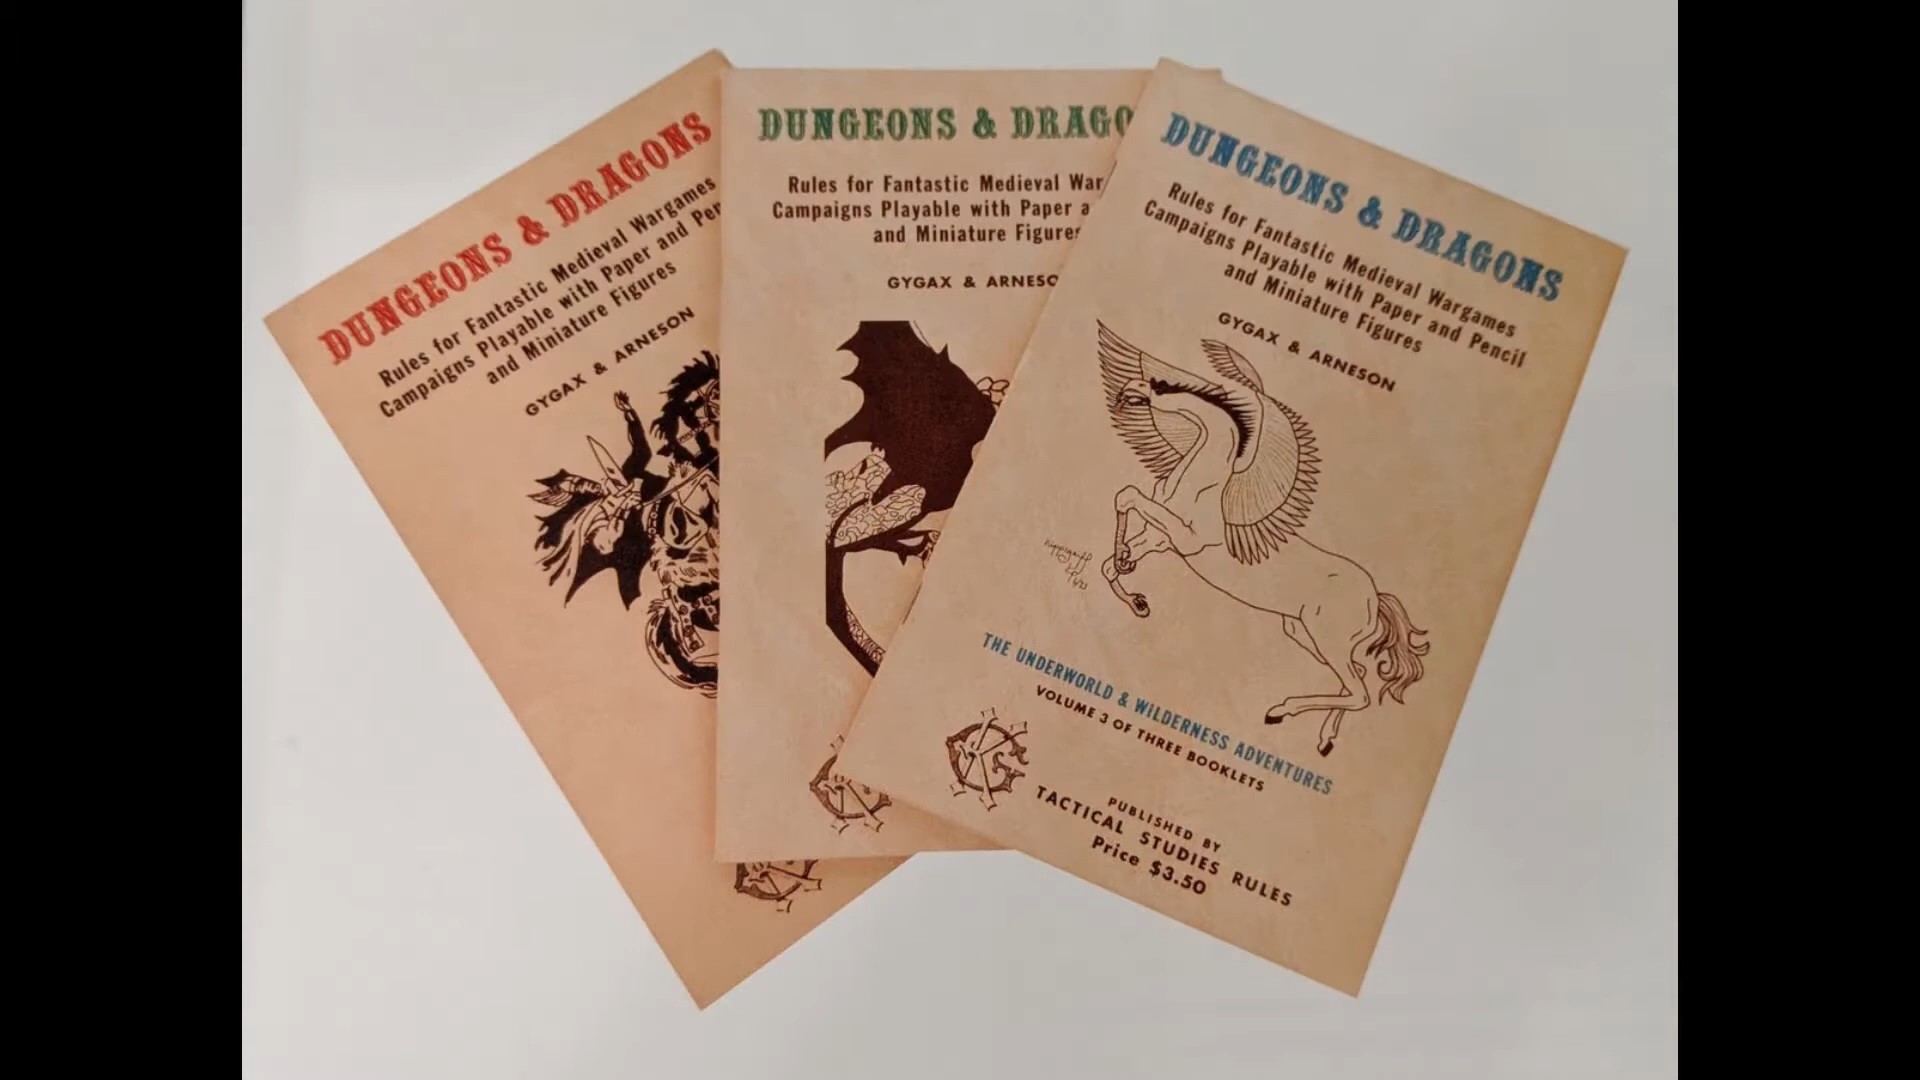 DUNGEONS & DRAGONS
Rules for Fantastic Medieval Wargames
Campaigns Playable with Paper and
and Miniature Figures
GYGAX & ARNESON
DUNGEONS & DRAGO
Rules for Fantastic Medieval War
Campaigns Playable with Paper a
and Miniature Figures
GYGAX & ARNESO
DUNGEONS & DRAGONS
Rules for Fantastic Medieval Wargames
Campaigns Playable with Paper and Pencil
and Miniature Figures
GYGAX & ARNESON
THE UNDERWORLD & WILDERNESS ADVENTURES
VOLUME 3 OF THREE BOOKLETS
PUBLISHED BY
TACTICAL STUDIES RULES
Price $3.50